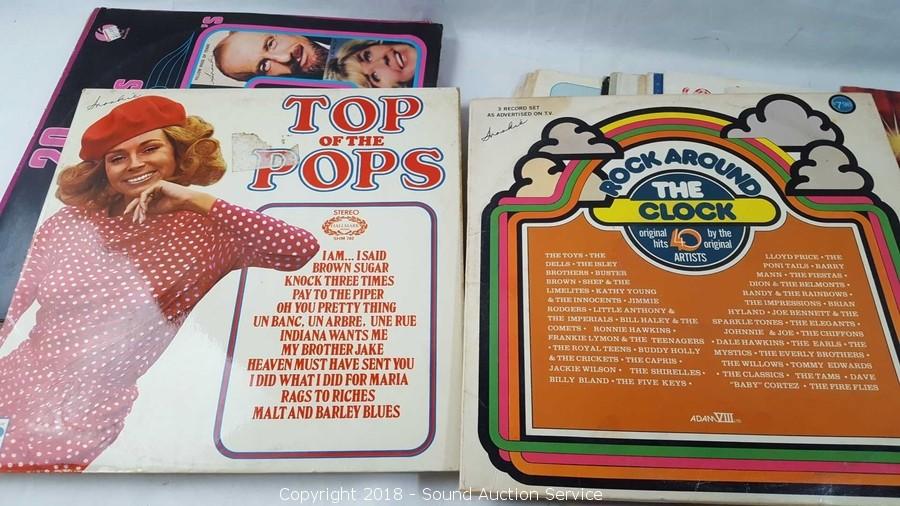 20
'S
TOP
OF THE
POPS
STEREO
HALLMARK
SHM 760
I AM... I SAID
BROWN SUGAR
KNOCK THREE TIMES
PAY TO THE PIPER
OH YOU PRETTY THING
UN BANC, UN ARBRE, UNE RUE
INDIANA WANTS ME
MY BROTHER JAKE
HEAVEN MUST HAVE SENT YOU
I DID WHAT I DID FOR MARIA
RAGS TO RICHES
MALT AND BARLEY BLUES
3 RECORD SET
AS ADVERTISED ON T.V.
7.99
ROCK AROUND
THE
CLOCK
original 40 by the
hits original
ARTISTS
THE TOYS • THE
DELLS • THE ISLEY
BROTHERS • BUSTER
BROWN • SHEP & THE
LIMELITES • KATHY YOUNG
& THE INNOCENTS • JIMMIE
RODGERS • LITTLE ANTHONY &
THE IMPERIALS • BILL HALEY & THE
COMETS • RONNIE HAWKINS •
FRANKIE LYMON & THE TEENAGERS
• THE ROYAL TEENS • BUDDY HOLLY
& THE CRICKETS • THE CAPRIS •
JACKIE WILSON • THE SHIRELLES •
BILLY BLAND • THE FIVE KEYS •
LLOYD PRICE • THE
PONI TAILS • BARRY
MANN • THE FIESTAS •
DION & THE BELMONTS •
RANDY & THE RAINBOWS •
THE IMPRESSIONS • BRIAN
HYLAND • JOE BENNETT & THE
SPARKLE TONES • THE ELEGANTS •
JOHNNIE & JOE • THE CHIFFONS
• DALE HAWKINS • THE EARLS • THE
MYSTICS • THE EVERLY BROTHERS •
THE WILLOWS • TOMMY EDWARDS
• THE CLASSICS • THE TAMS • DAVE
"BABY" CORTEZ • THE FIRE FLIES
ADAM VIII LTD.
Copyright 2018 - Sound Auction Service